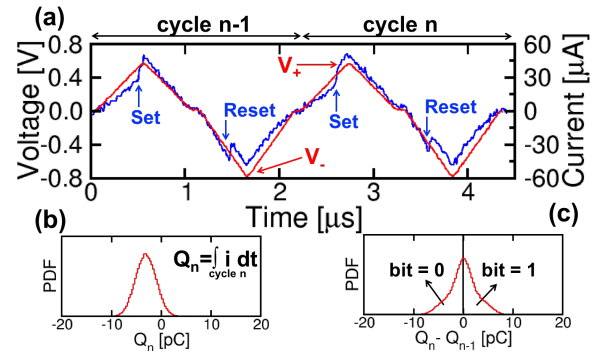 (a)
cycle n-1
cycle n
0.8
0.4
0.0
-0.4
-0.8
Voltage [V]
60
30
0
-30
-60
Current [µA]
V+
V-
Set
Reset
Set
Reset
0
1
2
3
4
Time [µs]
(b)
PDF
Qn=∫ i dt
cycle n
-20
-10
0
10
20
Qn [pC]
(c)
PDF
bit = 0
bit = 1
-20
-10
0
10
20
Qn- Qn-1 [pC]